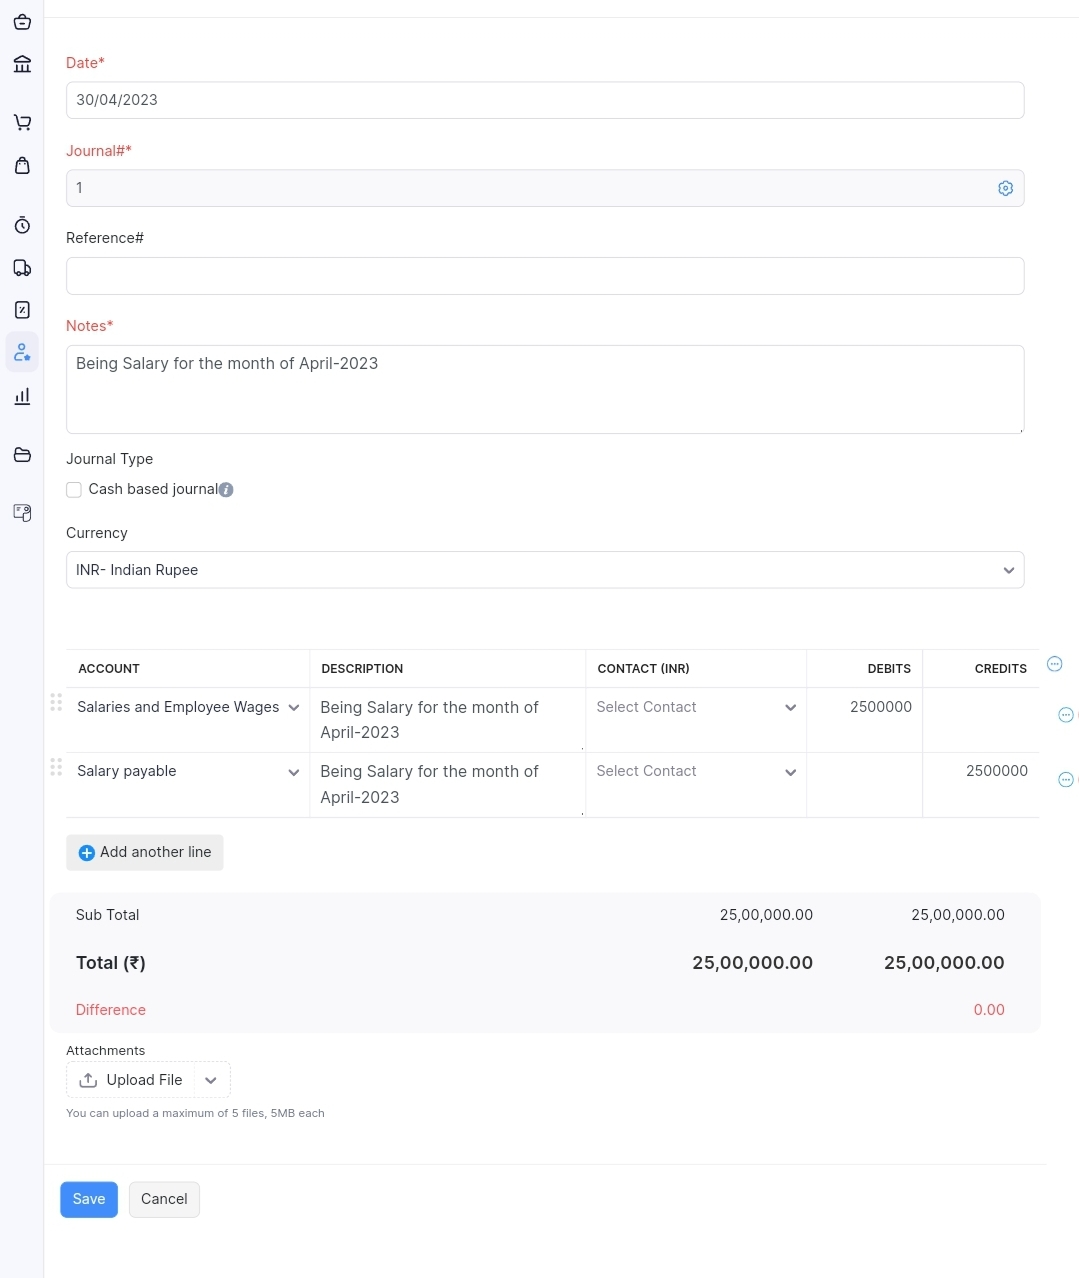 Date*
30/04/2023
Journal#*
1
Reference#
Notes*
Being Salary for the month of April-2023
Journal Type
Cash based journal
Currency
INR- Indian Rupee
ACCOUNT DESCRIPTION CONTACT (INR) DEBITS CREDITS
Salaries and Employee Wages Being Salary for the month of Select Contact 2500000
April-2023
Salary payable Being Salary for the month of Select Contact 2500000
April-2023
Add another line
Sub Total 25,00,000.00 25,00,000.00
Total (₹) 25,00,000.00 25,00,000.00
Difference 0.00
Attachments
Upload File
You can upload a maximum of 5 files, 5MB each
Save Cancel